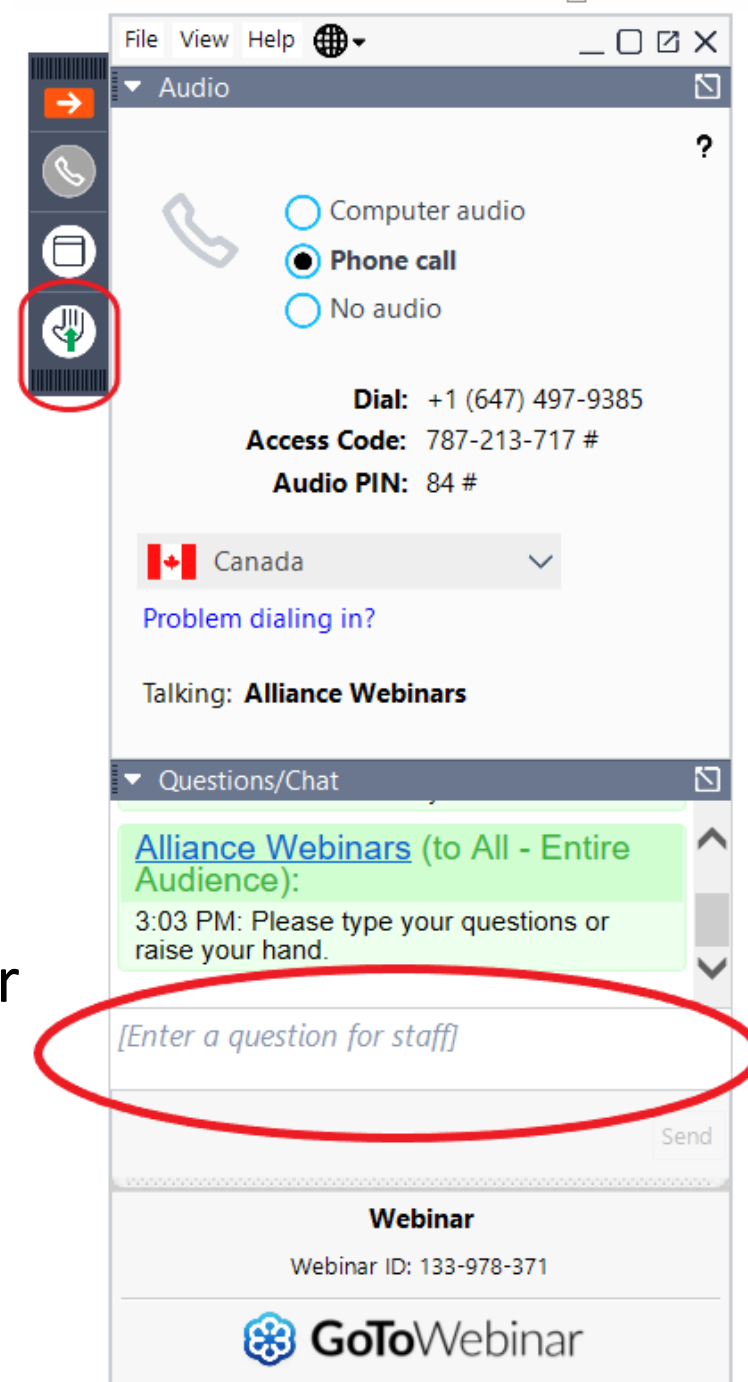 File View Help
Audio
?
Computer audio
Phone call
No audio
Dial: +1 (647) 497-9385
Access Code: 787-213-717 #
Audio PIN: 84 #
Canada
Problem dialing in?
Talking: Alliance Webinars
Questions/Chat
Alliance Webinars (to All - Entire
Audience):
3:03 PM: Please type your questions or
raise your hand.
r
[Enter a question for staff]
Send
Webinar
Webinar ID: 133-978-371
GoToWebinar